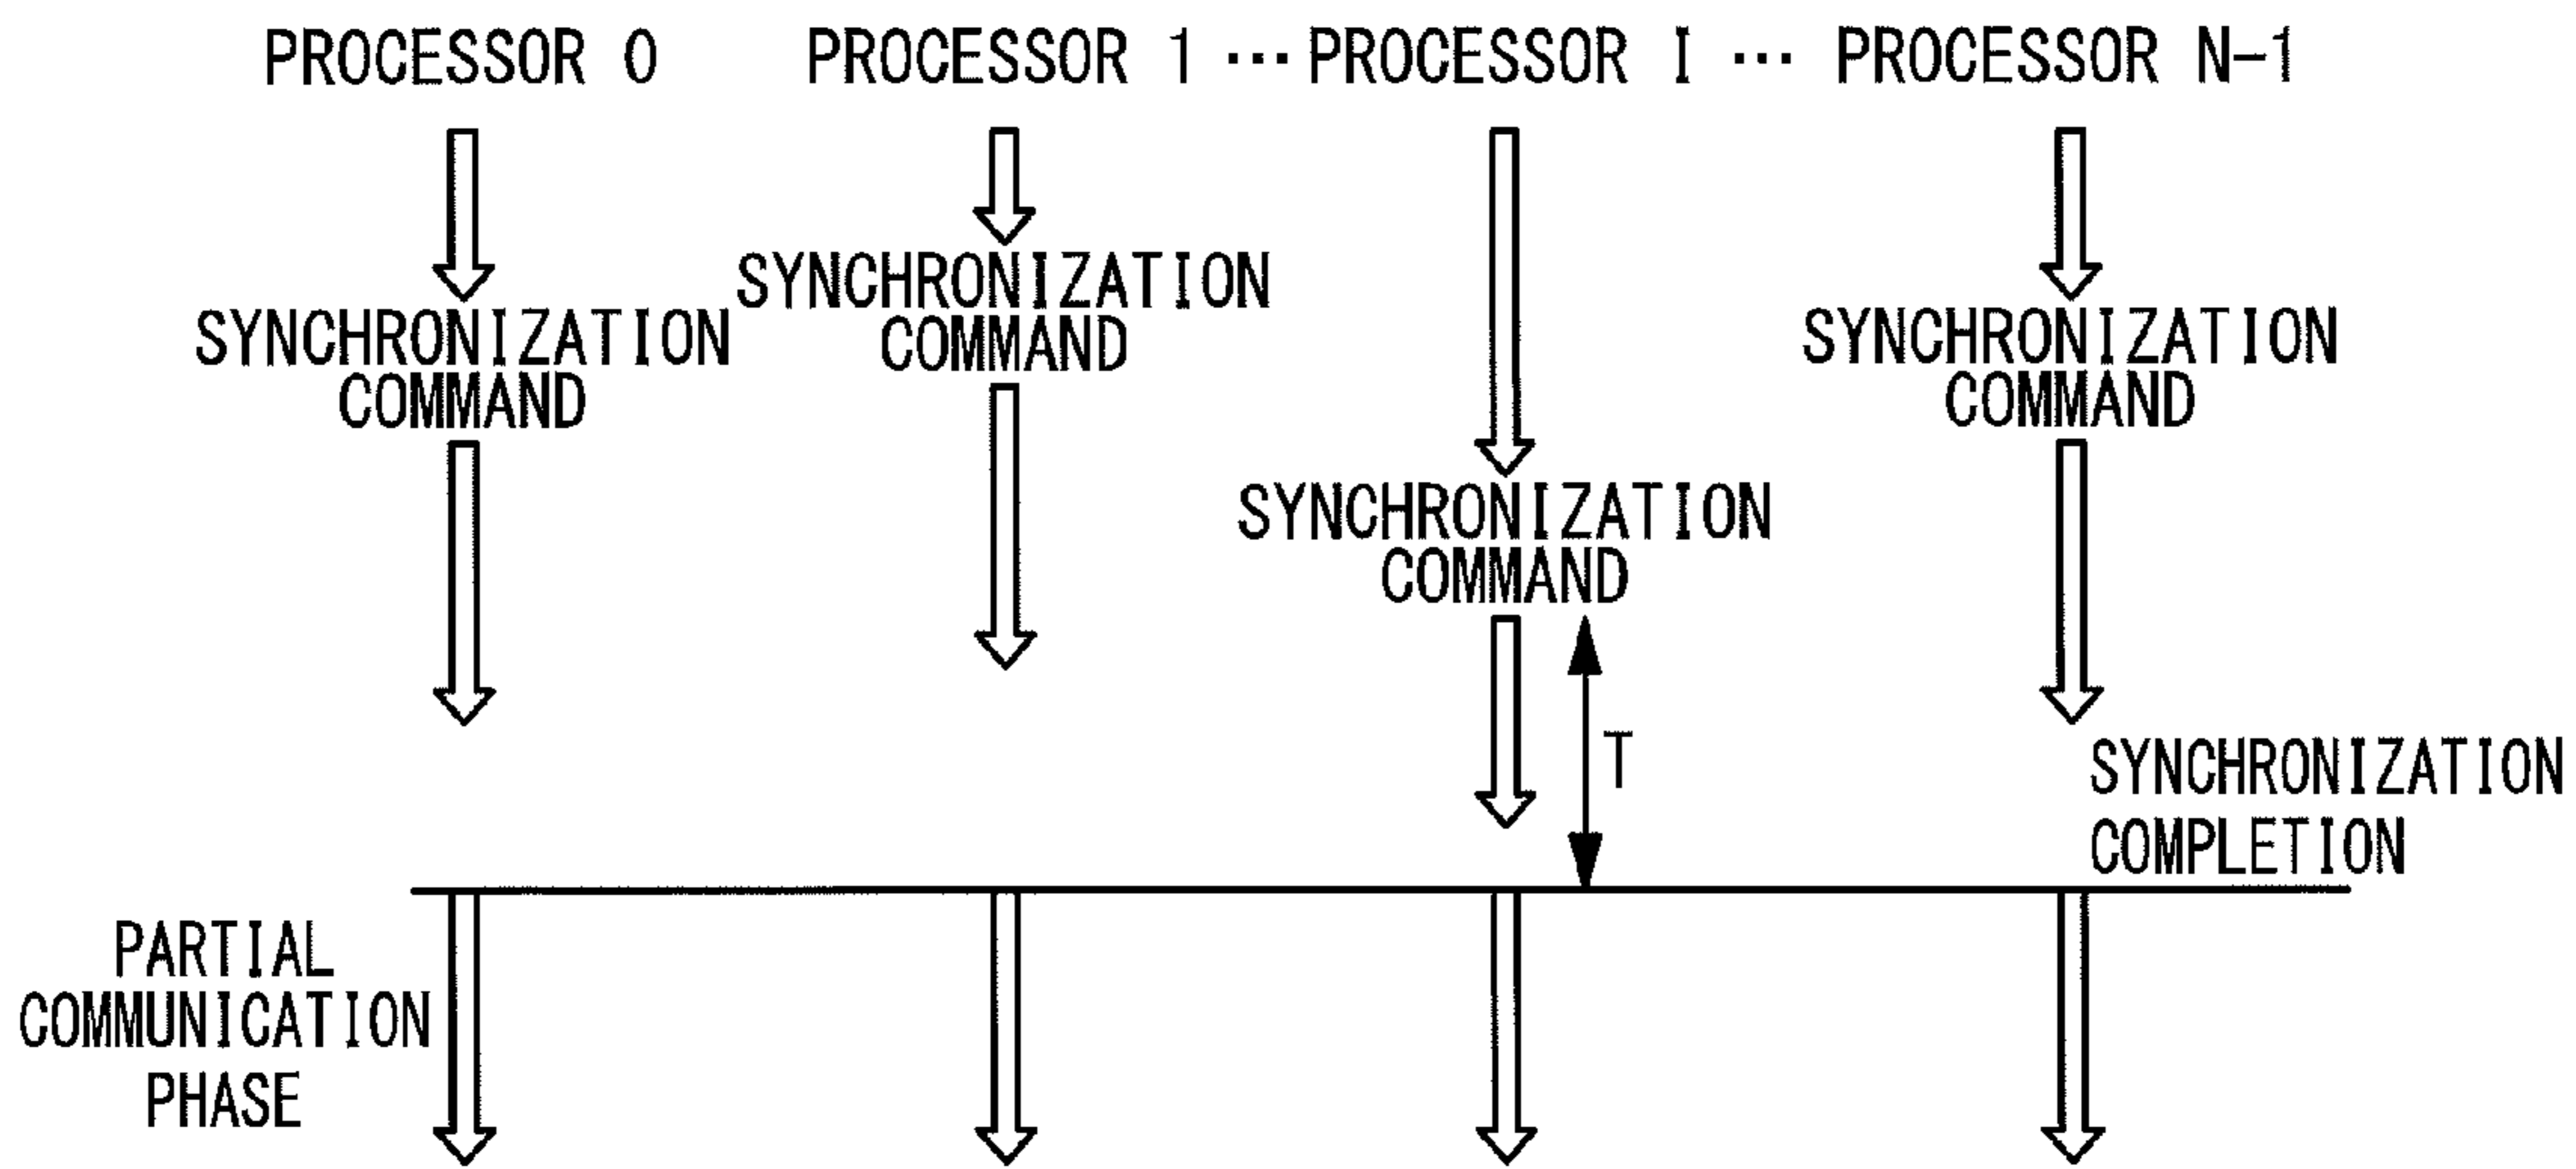 PROCESSOR 0 PROCESSOR 1 ... PROCESSOR I ... PROCESSOR N-1
SYNCHRONIZATION
COMMAND
SYNCHRONIZATION
COMMAND
SYNCHRONIZATION
COMMAND
SYNCHRONIZATION
COMMAND
T
SYNCHRONIZATION
COMPLETION
PARTIAL
COMMUNICATION
PHASE